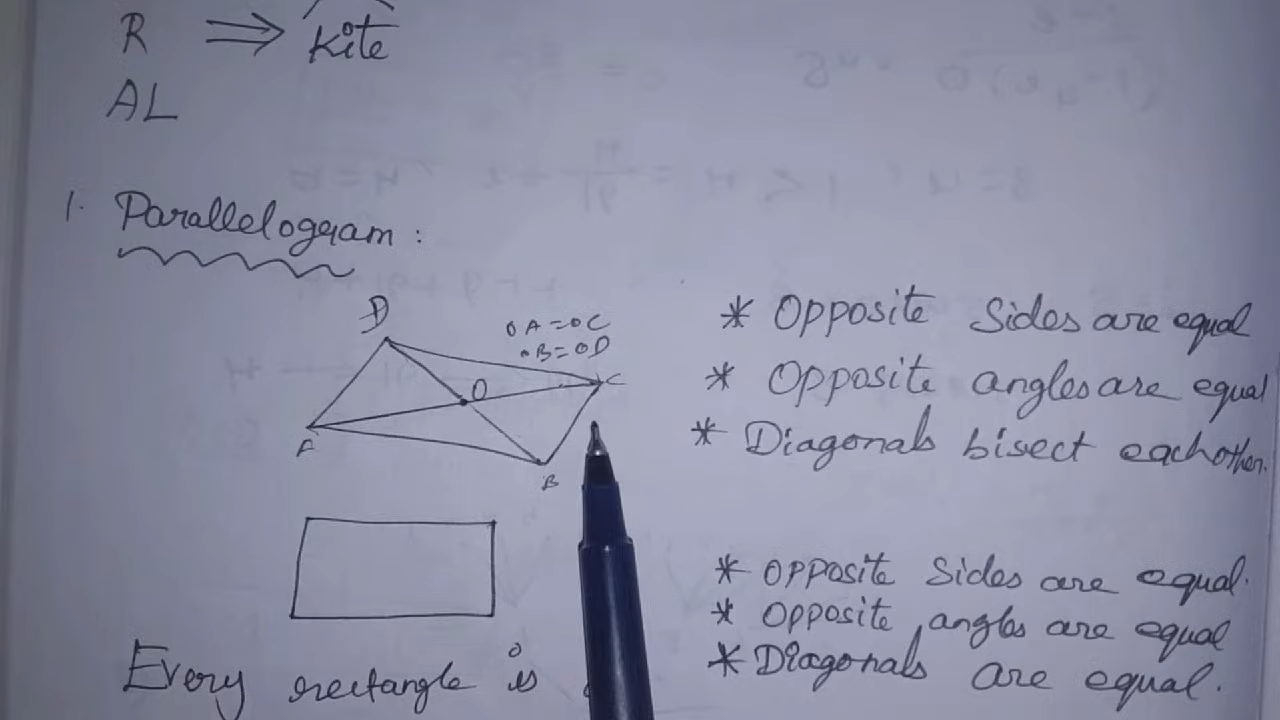 R ⇒ Kite
AL
1. Parallelogram :
D
OA=OC
OB=OD
O
C
A
B
* Opposite Sides are equal
* Opposite angles are equal
* Diagonals bisect eachother.
* Opposite Sides are equal.
* Opposite angles are equal
* Diagonals are equal.
Every rectangle is